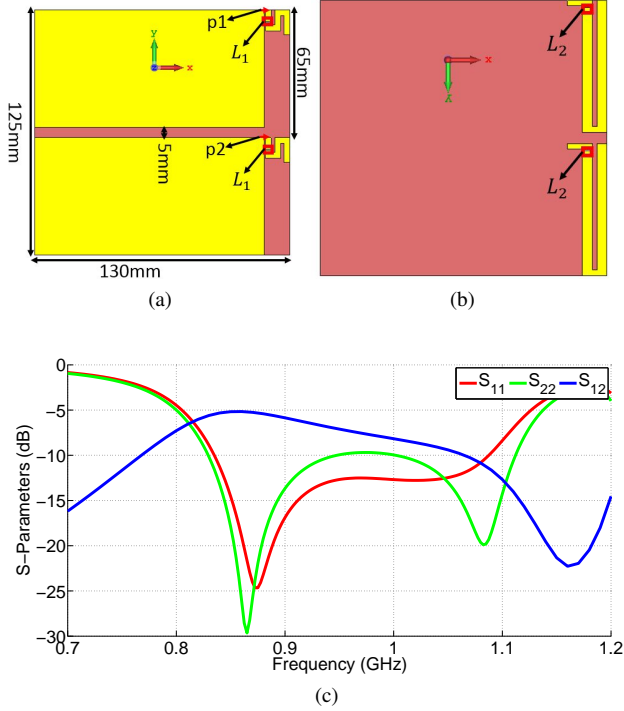 p1
L₁
y
x
65mm
125mm
5mm
p2
L₁
130mm
(a)
L₂
x
y
L₂
(b)
S₁₁ S₂₂ S₁₂
S−Parameters (dB)
0
−5
−10
−15
−20
−25
−30
0.7 0.8 0.9 1 1.1 1.2
Frequency (GHz)
(c)